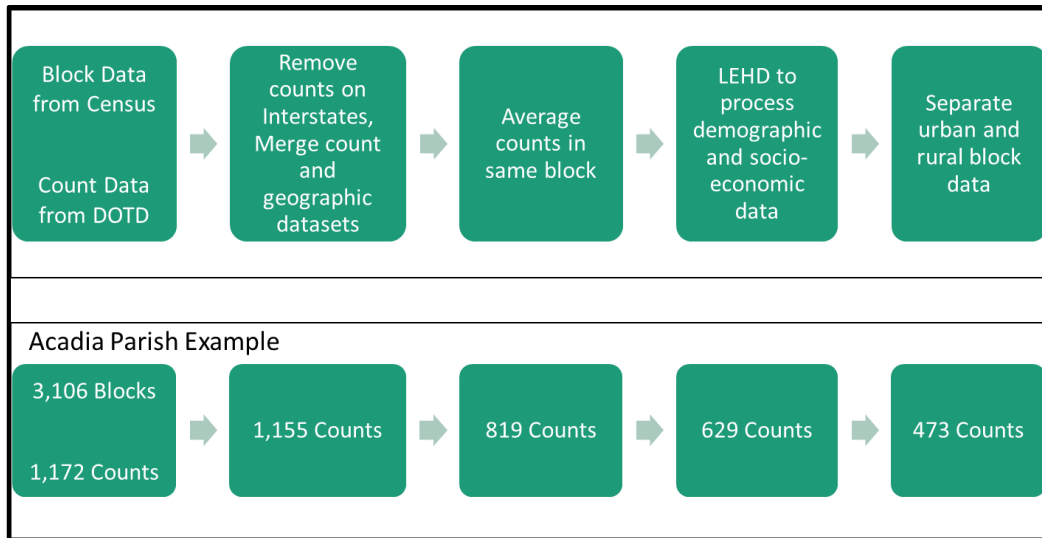 Block Data
from Census
Count Data
from DOTD
Remove
counts on
Interstates,
Merge count
and
geographic
datasets
Average
counts in
same block
LEHD to
process
demographic
and socio-
economic
data
Separate
urban and
rural block
data
Acadia Parish Example
3,106 Blocks
1,172 Counts
1,155 Counts
819 Counts
629 Counts
473 Counts